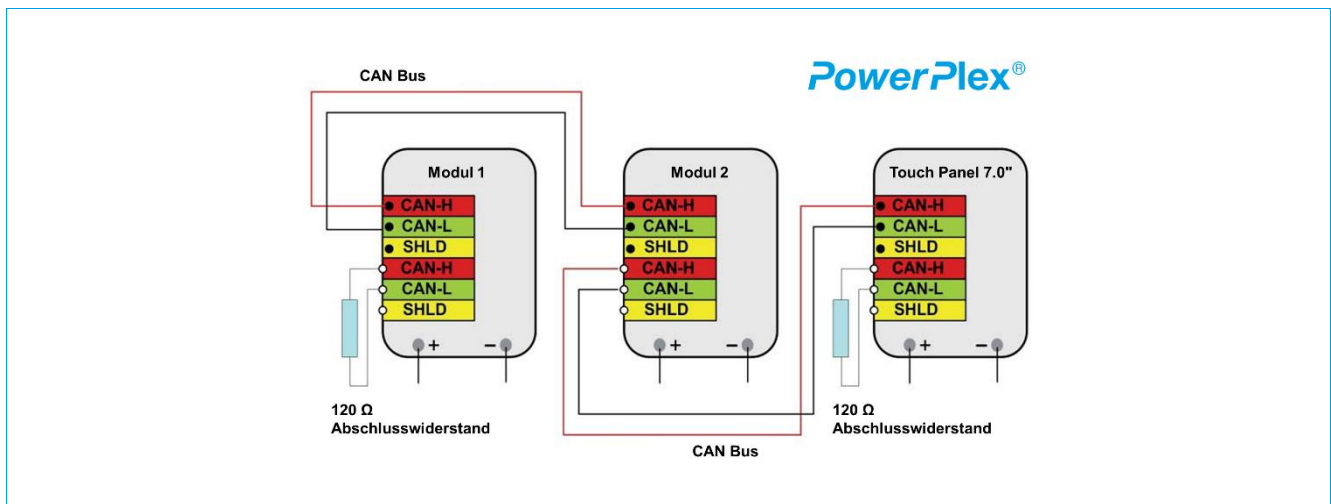 CAN Bus
PowerPlex®
Modul 1
CAN-H
CAN-L
SHLD
CAN-H
CAN-L
SHLD
+ −
120 Ω
Abschlusswiderstand
Modul 2
CAN-H
CAN-L
SHLD
CAN-H
CAN-L
SHLD
+ −
Touch Panel 7.0"
CAN-H
CAN-L
SHLD
CAN-H
CAN-L
SHLD
+ −
120 Ω
Abschlusswiderstand
CAN Bus